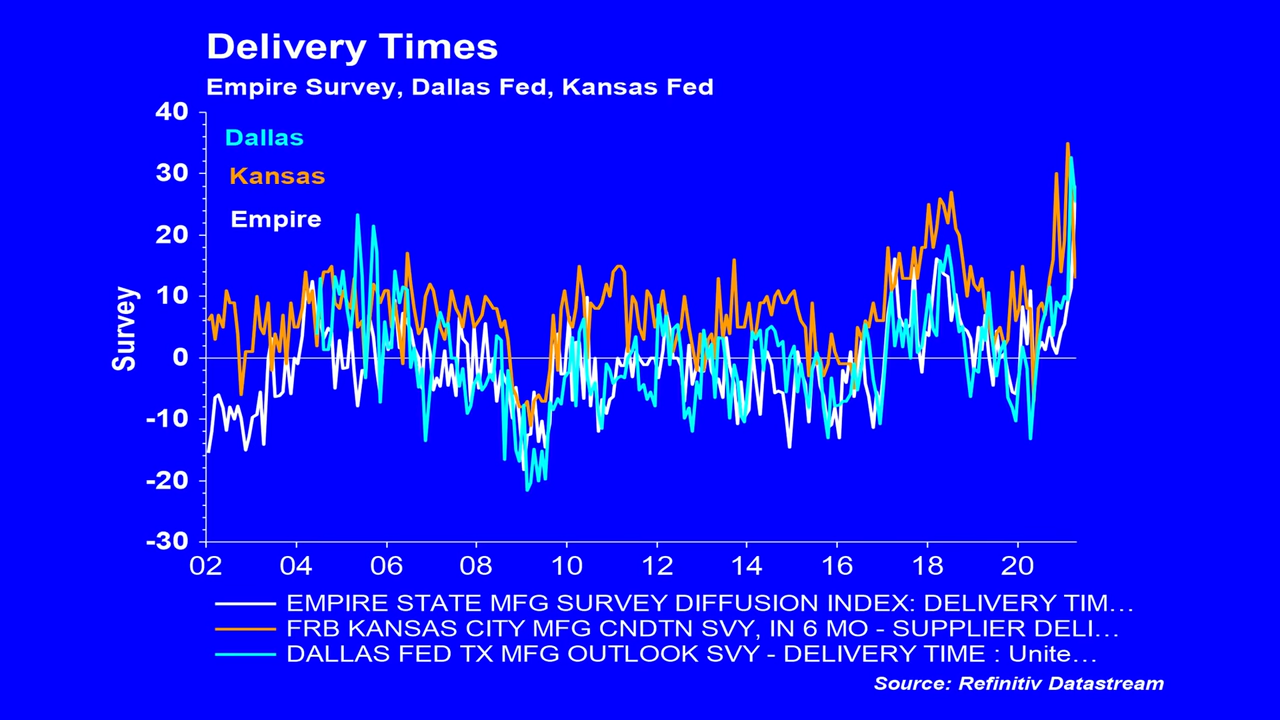 Delivery Times
Empire Survey, Dallas Fed, Kansas Fed
40
Dallas
30
Kansas
Empire
20
10
Survey
0
-10
-20
-30
02 04 06 08 10 12 14 16 18 20
EMPIRE STATE MFG SURVEY DIFFUSION INDEX: DELIVERY TIM...
FRB KANSAS CITY MFG CNDTN SVY, IN 6 MO - SUPPLIER DELI...
DALLAS FED TX MFG OUTLOOK SVY - DELIVERY TIME : Unite...
Source: Refinitiv Datastream